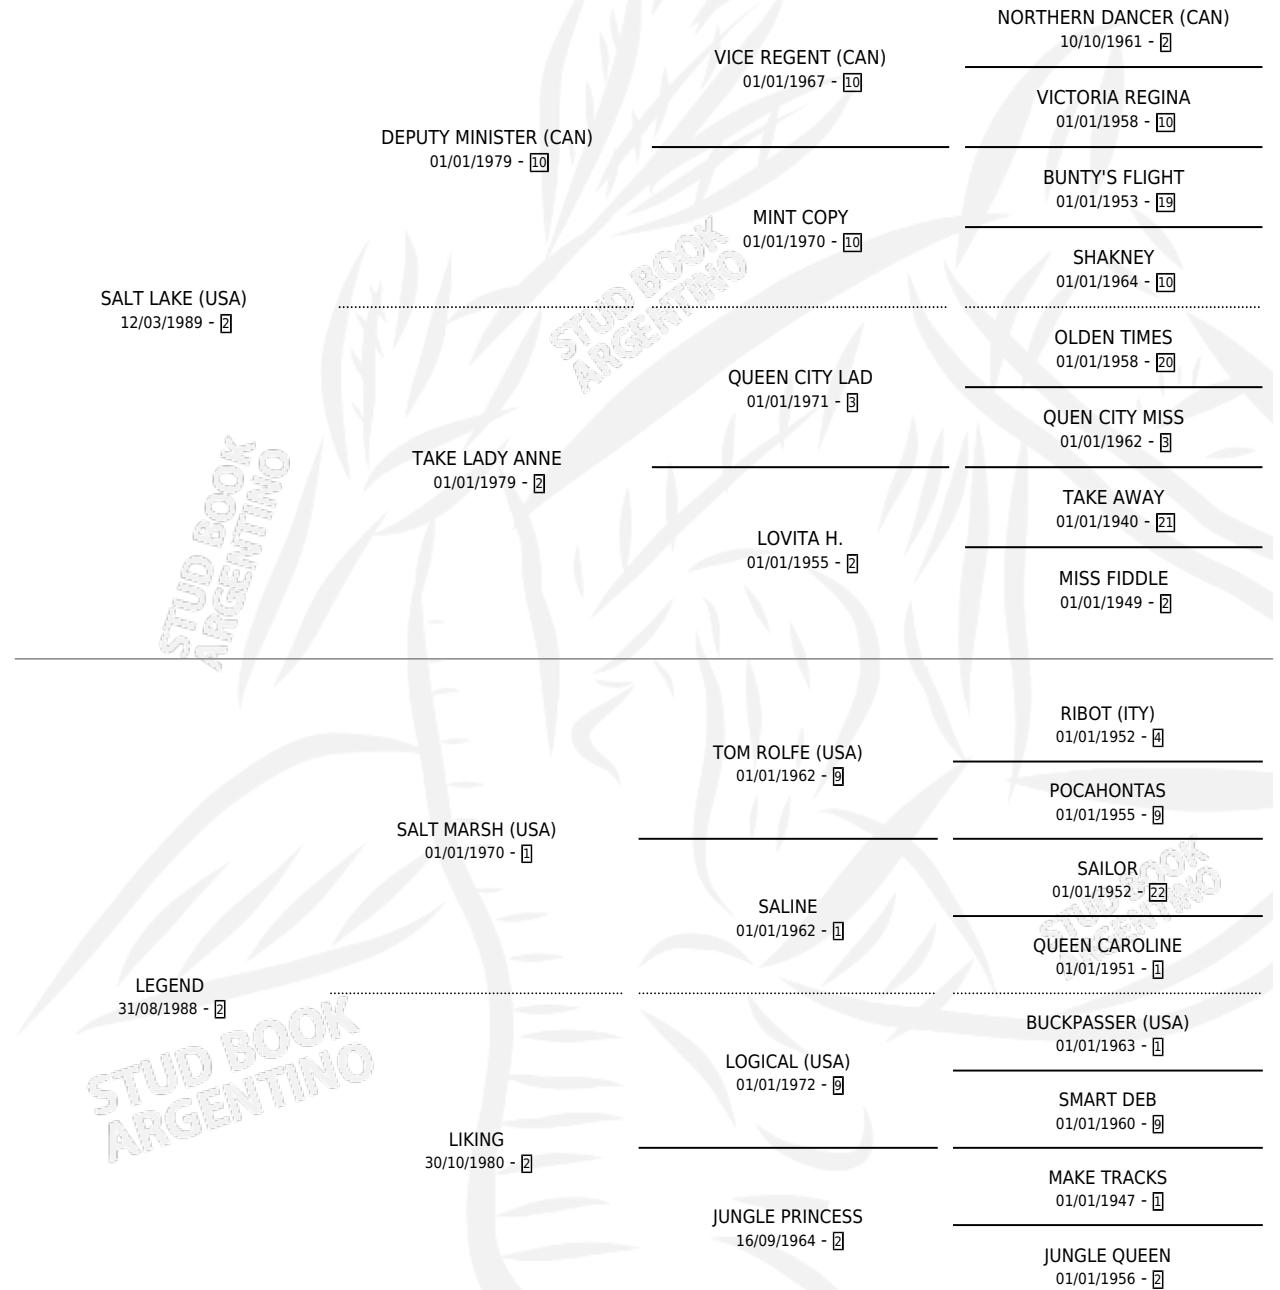 NORTHERN DANCER (CAN)
10/10/1961 - 2
VICE REGENT (CAN)
01/01/1967 - 10
VICTORIA REGINA
01/01/1958 - 10
DEPUTY MINISTER (CAN)
01/01/1979 - 10
BUNTY'S FLIGHT
01/01/1953 - 19
MINT COPY
01/01/1970 - 10
SHAKNEY
01/01/1964 - 10
SALT LAKE (USA)
12/03/1989 - 2
OLDEN TIMES
01/01/1958 - 20
QUEEN CITY LAD
01/01/1971 - 3
QUEN CITY MISS
01/01/1962 - 3
TAKE LADY ANNE
01/01/1979 - 2
TAKE AWAY
01/01/1940 - 21
LOVITA H.
01/01/1955 - 2
MISS FIDDLE
01/01/1949 - 2
RIBOT (ITY)
01/01/1952 - 4
TOM ROLFE (USA)
01/01/1962 - 9
POCAHONTAS
01/01/1955 - 9
SALT MARSH (USA)
01/01/1970 - 1
SAILOR
01/01/1952 - 22
SALINE
01/01/1962 - 1
QUEEN CAROLINE
01/01/1951 - 1
LEGEND
31/08/1988 - 2
BUCKPASSER (USA)
01/01/1963 - 1
LOGICAL (USA)
01/01/1972 - 9
SMART DEB
01/01/1960 - 9
LIKING
30/10/1980 - 2
MAKE TRACKS
01/01/1947 - 1
JUNGLE PRINCESS
16/09/1964 - 2
JUNGLE QUEEN
01/01/1956 - 2
STUD BOOK
ARGENTINO
STUD BOOK
ARGENTINO
STUD BOOK
ARGENTINO
STUD BOOK
ARGENTINO